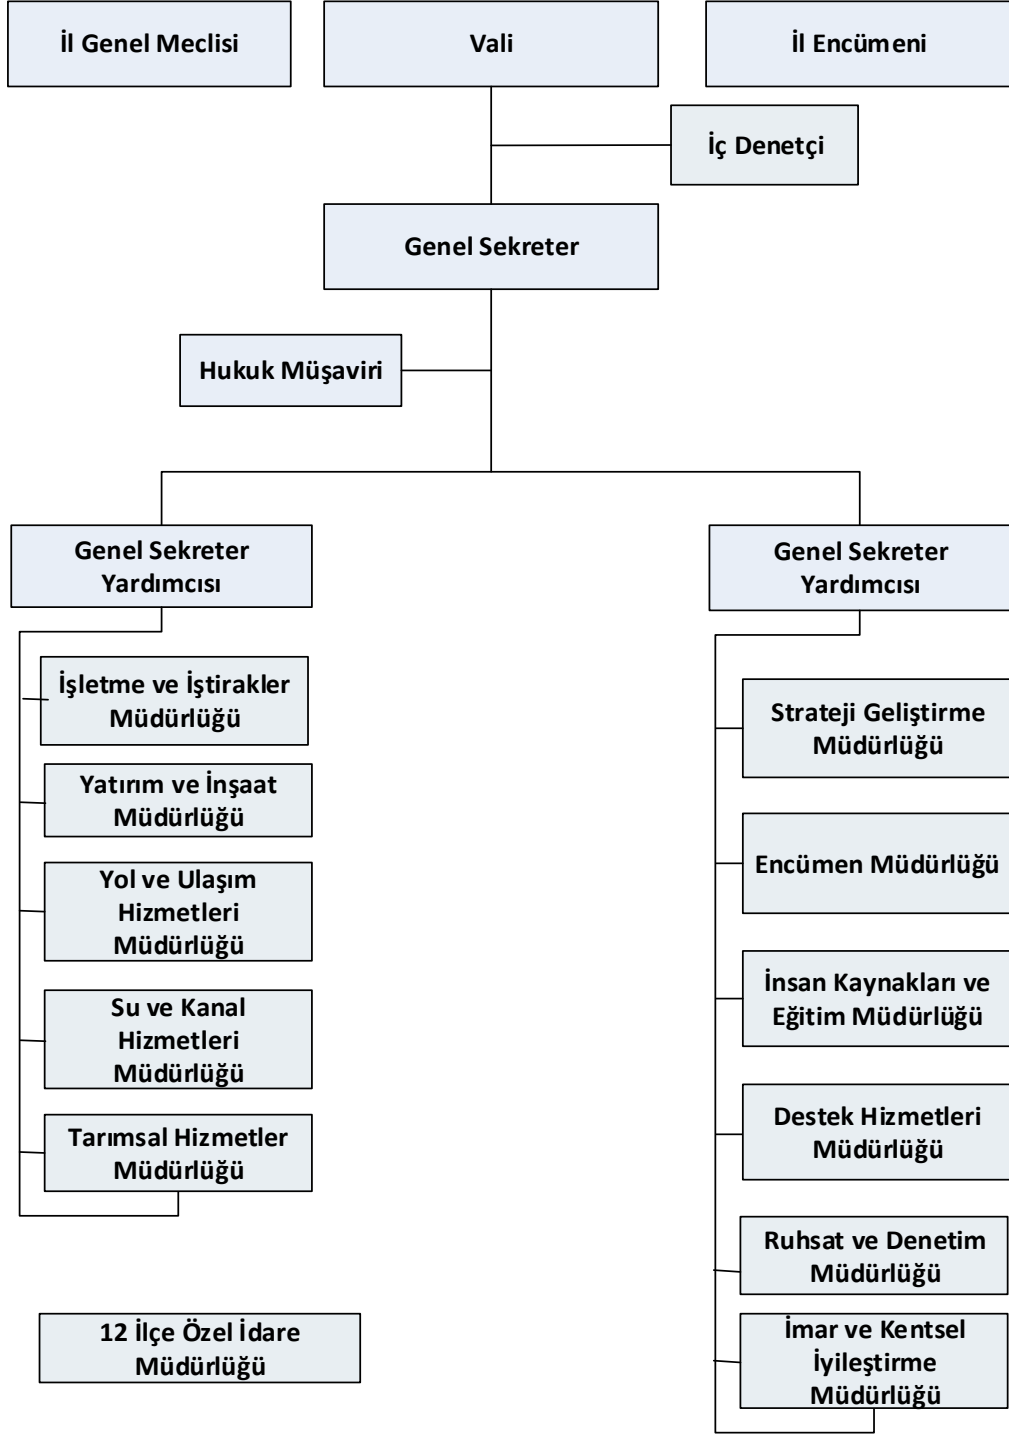 İl Genel Meclisi
Vali
İl Encümeni
İç Denetçi
Genel Sekreter
Hukuk Müşaviri
Genel Sekreter
Yardımcısı
Genel Sekreter
Yardımcısı
İşletme ve İştirakler
Müdürlüğü
Yatırım ve İnşaat
Müdürlüğü
Yol ve Ulaşım
Hizmetleri
Müdürlüğü
Su ve Kanal
Hizmetleri
Müdürlüğü
Tarımsal Hizmetler
Müdürlüğü
12 İlçe Özel İdare
Müdürlüğü
Strateji Geliştirme
Müdürlüğü
Encümen Müdürlüğü
İnsan Kaynakları ve
Eğitim Müdürlüğü
Destek Hizmetleri
Müdürlüğü
Ruhsat ve Denetim
Müdürlüğü
İmar ve Kentsel
İyileştirme
Müdürlüğü